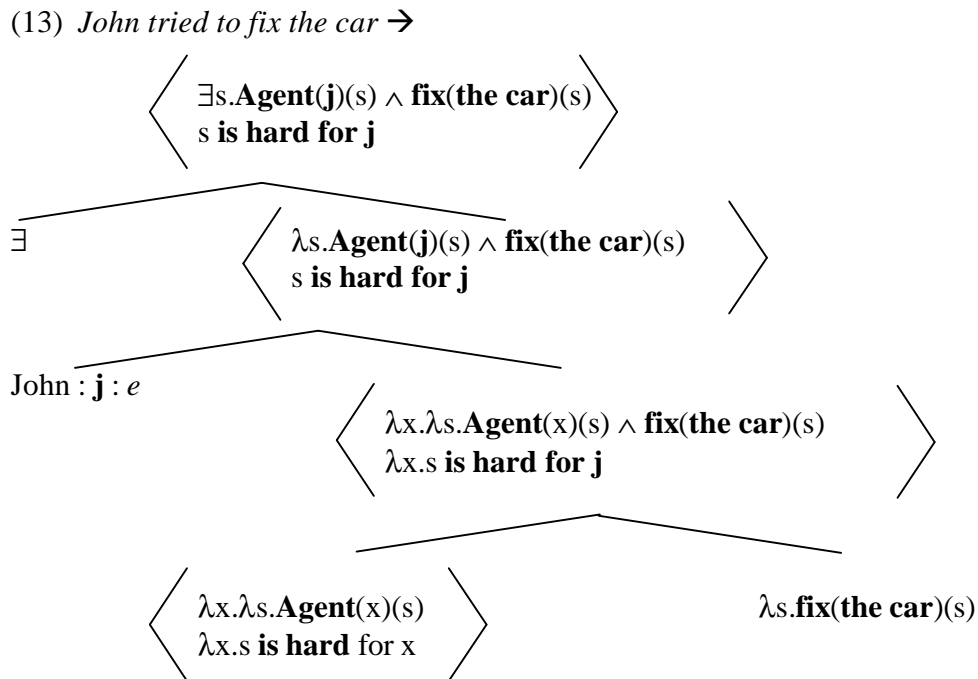 (13) John tried to fix the car →
∃s.Agent(j)(s) ∧ fix(the car)(s)
s is hard for j
∃
λs.Agent(j)(s) ∧ fix(the car)(s)
s is hard for j
John : j : e
λx.λs.Agent(x)(s) ∧ fix(the car)(s)
λx.s is hard for j
λx.λs.Agent(x)(s)
λx.s is hard for x
λs.fix(the car)(s)